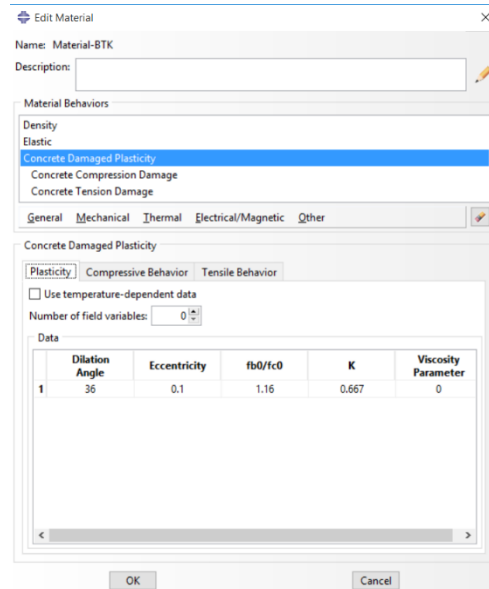 Edit Material
Name: Material-BTK
Description:
Material Behaviors
Density
Elastic
Concrete Damaged Plasticity
Concrete Compression Damage
Concrete Tension Damage
General Mechanical Thermal Electrical/Magnetic Other
Concrete Damaged Plasticity
Plasticity Compressive Behavior Tensile Behavior
Use temperature-dependent data
Number of field variables: 0
Data
Dilation Angle Eccentricity fb0/fc0 K Viscosity Parameter
1 36 0.1 1.16 0.667 0
OK Cancel